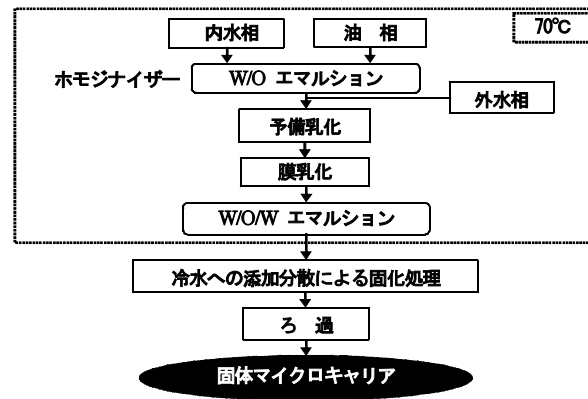 70℃
内水相
油 相
ホモジナイザー
W/O エマルション
外水相
予備乳化
膜乳化
W/O/W エマルション
冷水への添加分散による固化処理
ろ 過
固体マイクロキャリア